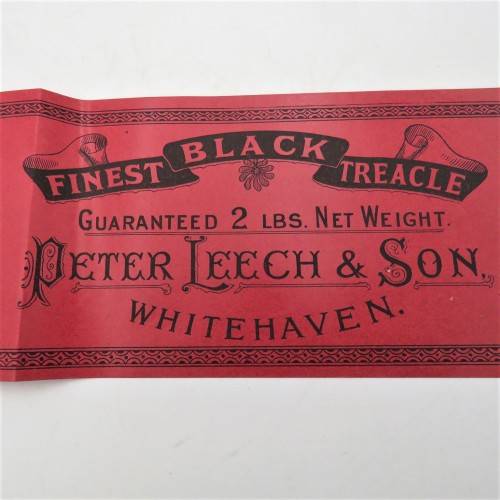 FINEST BLACK TREACLE
GUARANTEED 2 LBS. NET WEIGHT.
PETER LEECH & SON,
WHITEHAVEN.